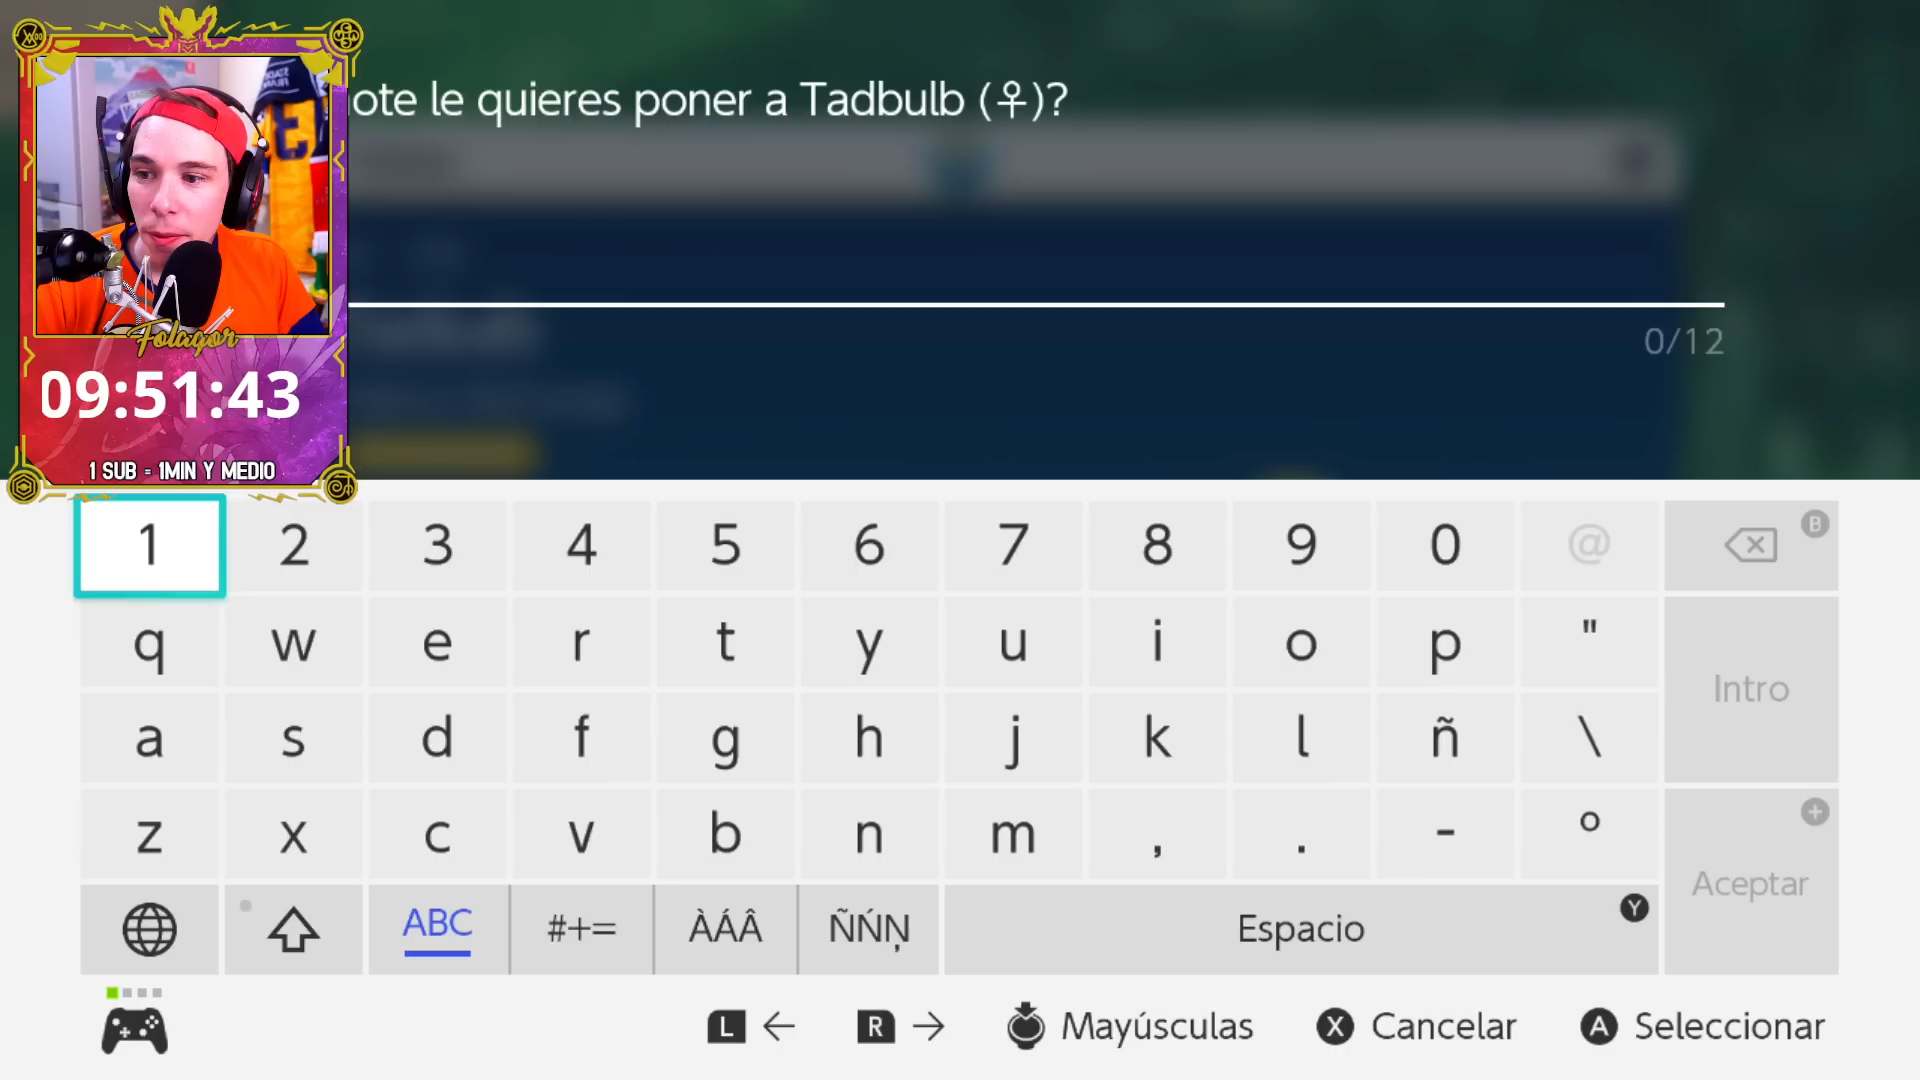 ote le quieres poner a Tadbulb (♀)?
0/12
Folagor
09:51:43
1 SUB = 1MIN Y MEDIO
1 2 3 4 5 6 7 8 9 0 @ B
q w e r t y u i o p "
Intro
a s d f g h j k l ñ \
z x c v b n m , . - º +
Aceptar
ABC #+= ÀÁÂ ÑŃŅ Espacio Y
L ← R → Mayúsculas X Cancelar A Seleccionar